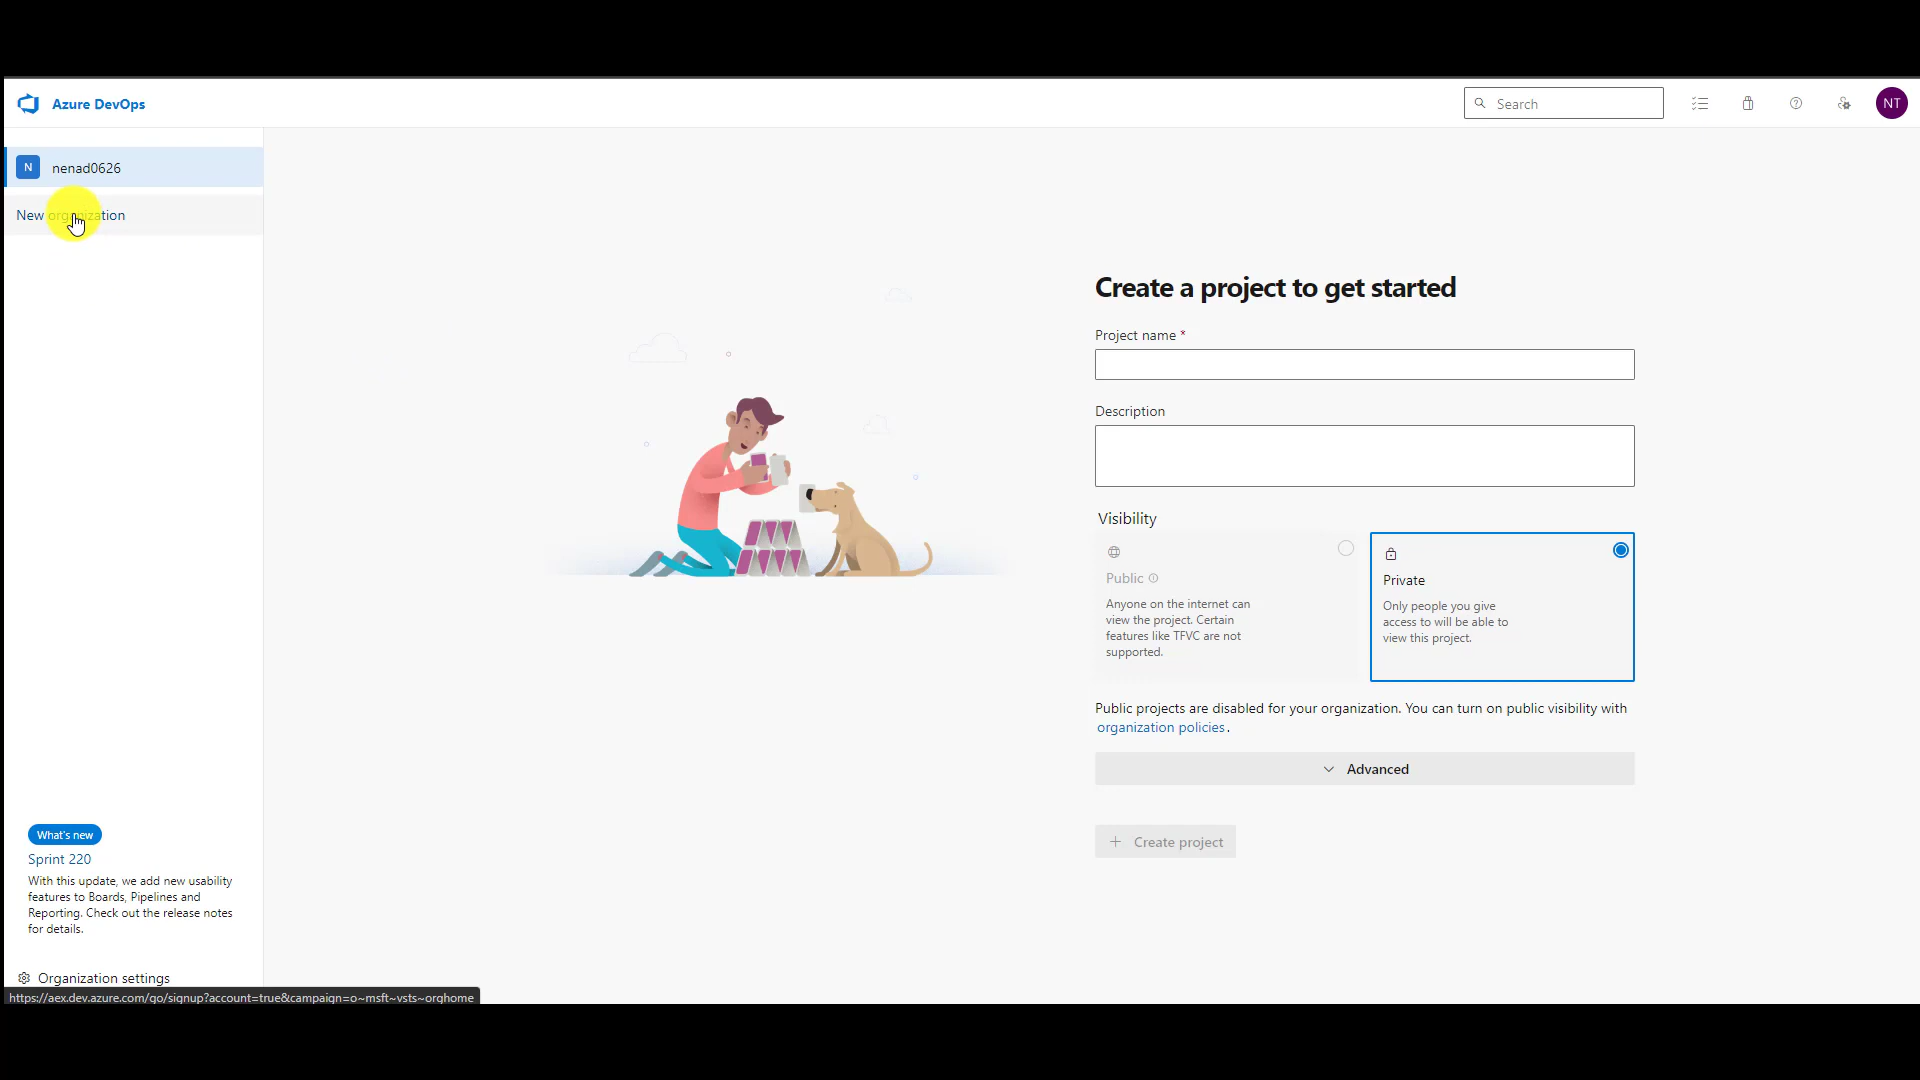 Azure DevOps
Search
NT
N
nenad0626
New organization
Create a project to get started
Project name *
Description
Visibility
Public
Anyone on the internet can
view the project. Certain
features like TFVC are not
supported.
Private
Only people you give
access to will be able to
view this project.
Public projects are disabled for your organization. You can turn on public visibility with
organization policies.
Advanced
+ Create project
What's new
Sprint 220
With this update, we add new usability
features to Boards, Pipelines and
Reporting. Check out the release notes
for details.
Organization settings
https://aex.dev.azure.com/go/signup?account=true&campaign=o~msft~vsts~orghome